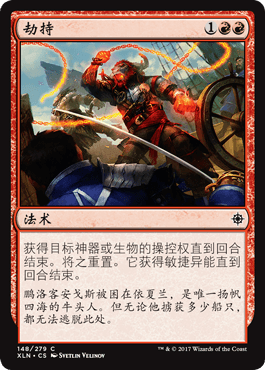 劫持
1
法术
获得目标神器或生物的操控权直到回合
结束。将之重置。它获得敏捷异能直到
回合结束。
鹏洛客安戈斯被困在依夏兰，是唯一扬帆
四海的牛头人。但无论他掳获多少船只，
都无法逃脱此处。
148/279 C
XLN • CS SVETLIN VELINOV
™ & © 2017 Wizards of the Coast